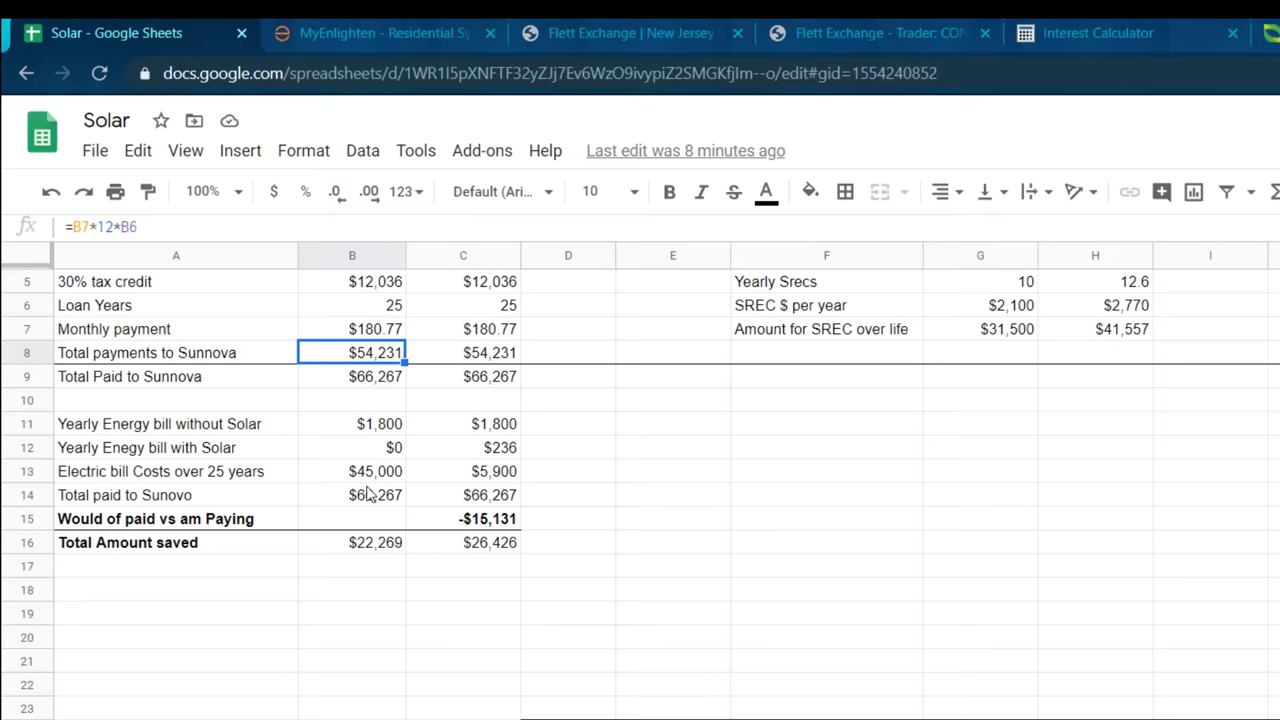 Solar - Google Sheets MyEnlighten - Residential Sy Flett Exchange | New Jersey Flett Exchange - Trader: CON Interest Calculator
docs.google.com/spreadsheets/d/1WR1I5pXNFTF32yZJj7Ev6WzO9ivypiZ2SMGKfjIm--o/edit#gid=1554240852
Solar
File Edit View Insert Format Data Tools Add-ons Help Last edit was 8 minutes ago
100% $ % .0 .00 123 Default (Ari... 10 B I S A Σ
fx =B7*12*B6
A B C D E F G H I
5 30% tax credit $12,036 $12,036 Yearly Srecs 10 12.6
6 Loan Years 25 25 SREC $ per year $2,100 $2,770
7 Monthly payment $180.77 $180.77 Amount for SREC over life $31,500 $41,557
8 Total payments to Sunnova $54,231 $54,231
9 Total Paid to Sunnova $66,267 $66,267
10
11 Yearly Energy bill without Solar $1,800 $1,800
12 Yearly Enegy bill with Solar $0 $236
13 Electric bill Costs over 25 years $45,000 $5,900
14 Total paid to Sunovo $66,267 $66,267
15 Would of paid vs am Paying -$15,131
16 Total Amount saved $22,269 $26,426
17
18
19
20
21
22
23